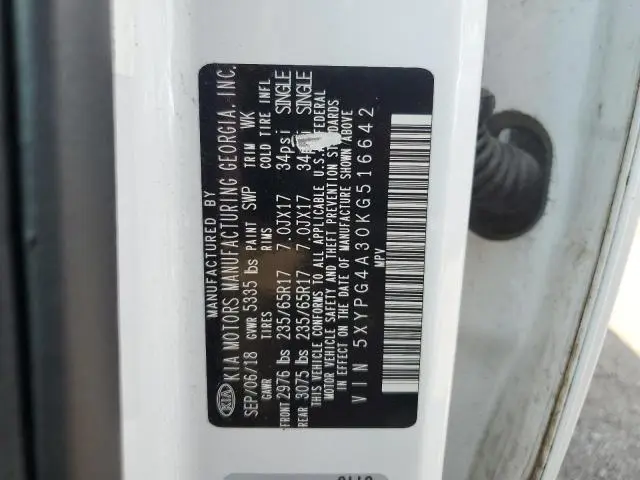 MANUFACTURED BY
KIA KIA MOTORS MANUFACTURING GEORGIA, INC.
SEP/06/18 GVWR 5335 lbs PAINT SWP TRIM WK
GAWR TIRES RIMS COLD TIRE INFL
FRONT 2976 lbs 235/65R17 7.0JX17 34psi SINGLE
REAR 3075 lbs 235/65R17 7.0JX17 34 SINGLE
THIS VEHICLE CONFORMS TO ALL APPLICABLE U.S. FEDERAL
MOTOR VEHICLE SAFETY AND THEFT PREVENTION STANDARDS
IN EFFECT ON THE DATE OF MANUFACTURE SHOWN ABOVE
VIN 5XYPG4A30KG516642
MPV